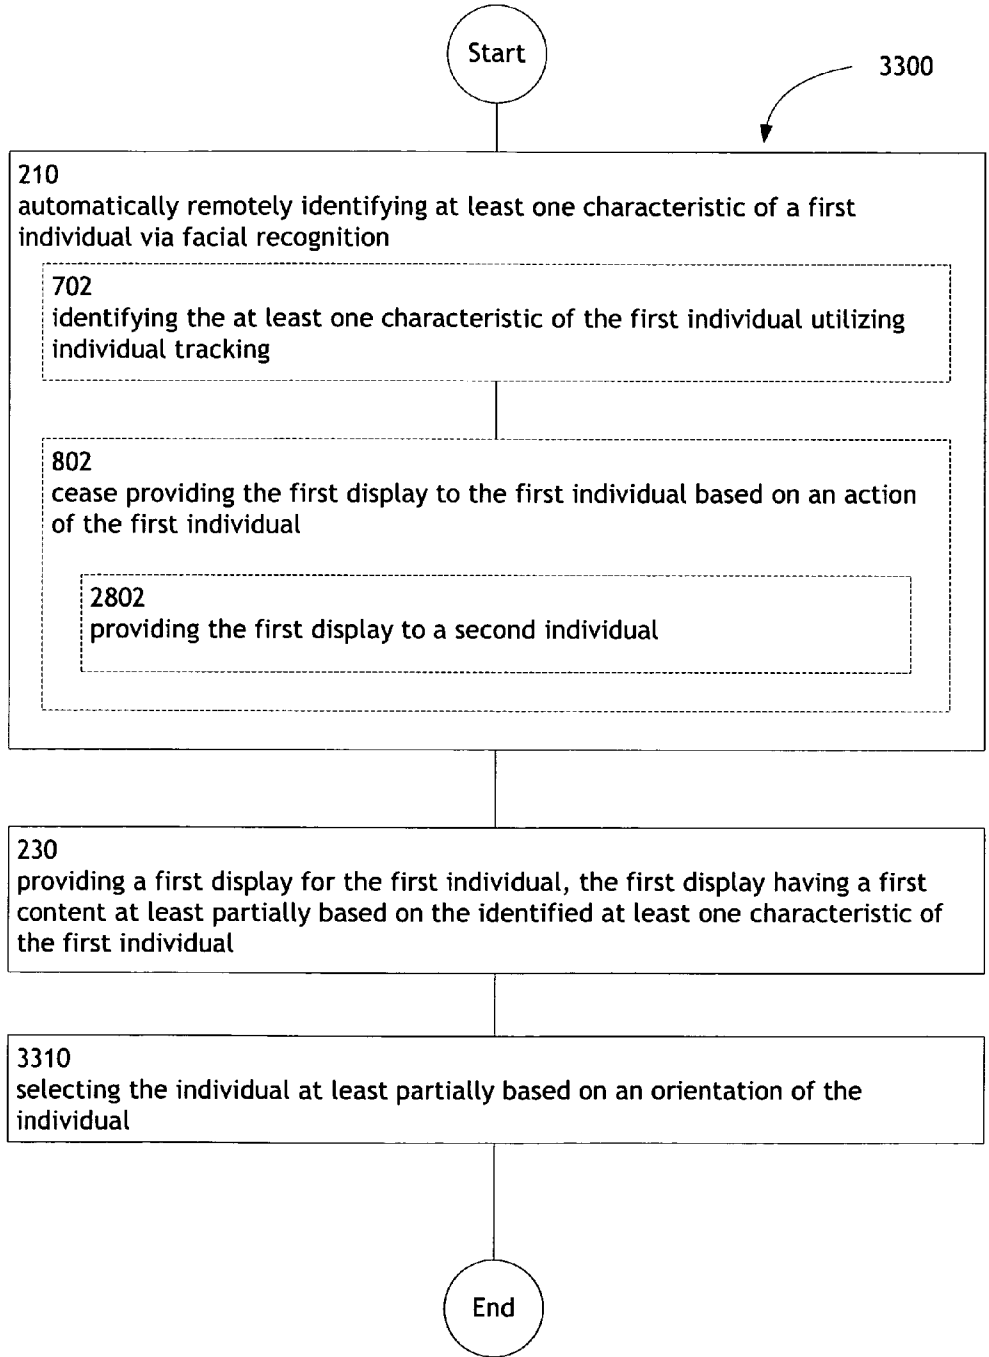 Start
3300
210
automatically remotely identifying at least one characteristic of a first
individual via facial recognition
702
identifying the at least one characteristic of the first individual utilizing
individual tracking
802
cease providing the first display to the first individual based on an action
of the first individual
2802
providing the first display to a second individual
230
providing a first display for the first individual, the first display having a first
content at least partially based on the identified at least one characteristic of
the first individual
3310
selecting the individual at least partially based on an orientation of the
individual
End